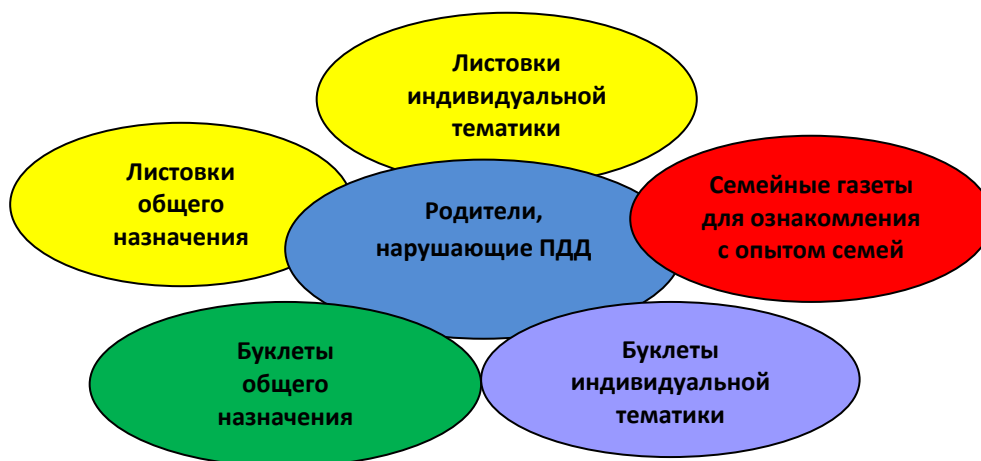 Листовки
индивидуальной
тематики
Листовки
общего
назначения
Родители,
нарушающие ПДД
Семейные газеты
для ознакомления
с опытом семей
Буклеты
общего
назначения
Буклеты
индивидуальной
тематики